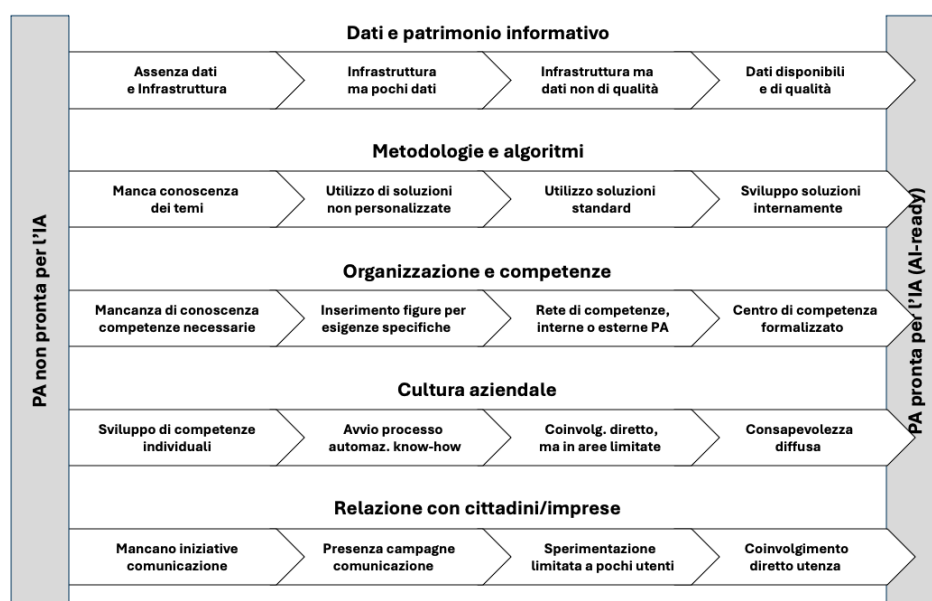 Dati e patrimonio informativo
Assenza dati
e Infrastruttura
Infrastruttura
ma pochi dati
Infrastruttura ma
dati non di qualità
Dati disponibili
e di qualità
Metodologie e algoritmi
Manca conoscenza
dei temi
Utilizzo di soluzioni
non personalizzate
Utilizzo soluzioni
standard
Sviluppo soluzioni
internamente
Organizzazione e competenze
Mancanza di conoscenza
competenze necessarie
Inserimento figure per
esigenze specifiche
Rete di competenze,
interne o esterne PA
Centro di competenza
formalizzato
Cultura aziendale
Sviluppo di competenze
individuali
Avvio processo
automaz. know-how
Coinvolg. diretto,
ma in aree limitate
Consapevolezza
diffusa
Relazione con cittadini/imprese
Mancano iniziative
comunicazione
Presenza campagne
comunicazione
Sperimentazione
limitata a pochi utenti
Coinvolgimento
diretto utenza
PA non pronta per l'IA
PA pronta per l'IA (AI-ready)